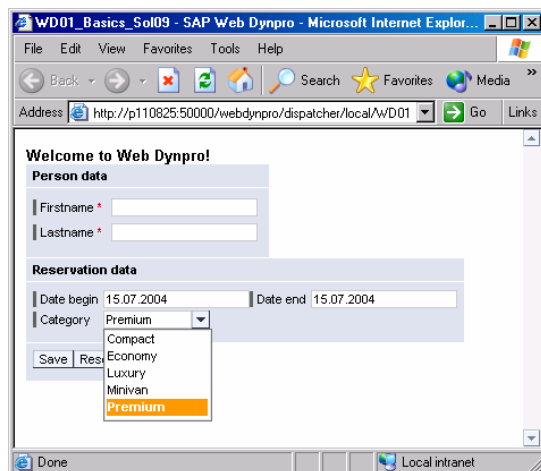 WD01_Basics_Sol09 - SAP Web Dynpro - Microsoft Internet Explor...
File Edit View Favorites Tools Help
Back Search Favorites Media »
Address http://p110825:50000/webdynpro/dispatcher/local/WD01 Go Links
Welcome to Web Dynpro!
Person data
Firstname *
Lastname *
Reservation data
Date begin 15.07.2004 Date end 15.07.2004
Category Premium
Compact
Save Rese Economy
Luxury
Minivan
Premium
Done Local intranet